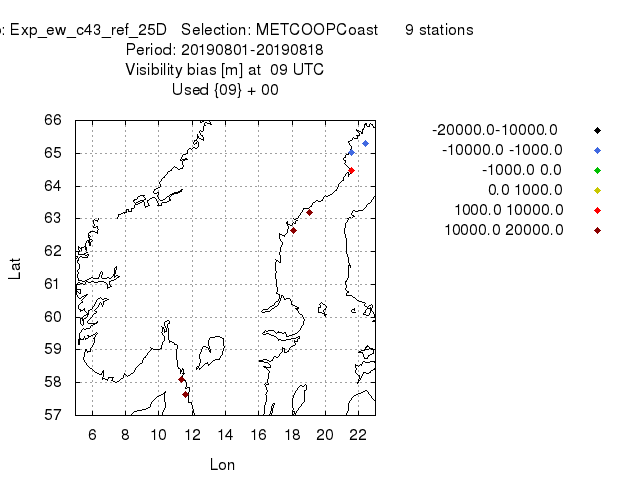 : Exp_ew_c43_ref_25D Selection: METCOOPCoast 9 stations
Period: 20190801-20190818
Visibility bias [m] at 09 UTC
Used {09} + 00
66
65
64
63
62
61
60
59
58
57
6 8 10 12 14 16 18 20 22
Lat
Lon
-20000.0-10000.0
-10000.0 -1000.0
-1000.0 0.0
0.0 1000.0
1000.0 10000.0
10000.0 20000.0